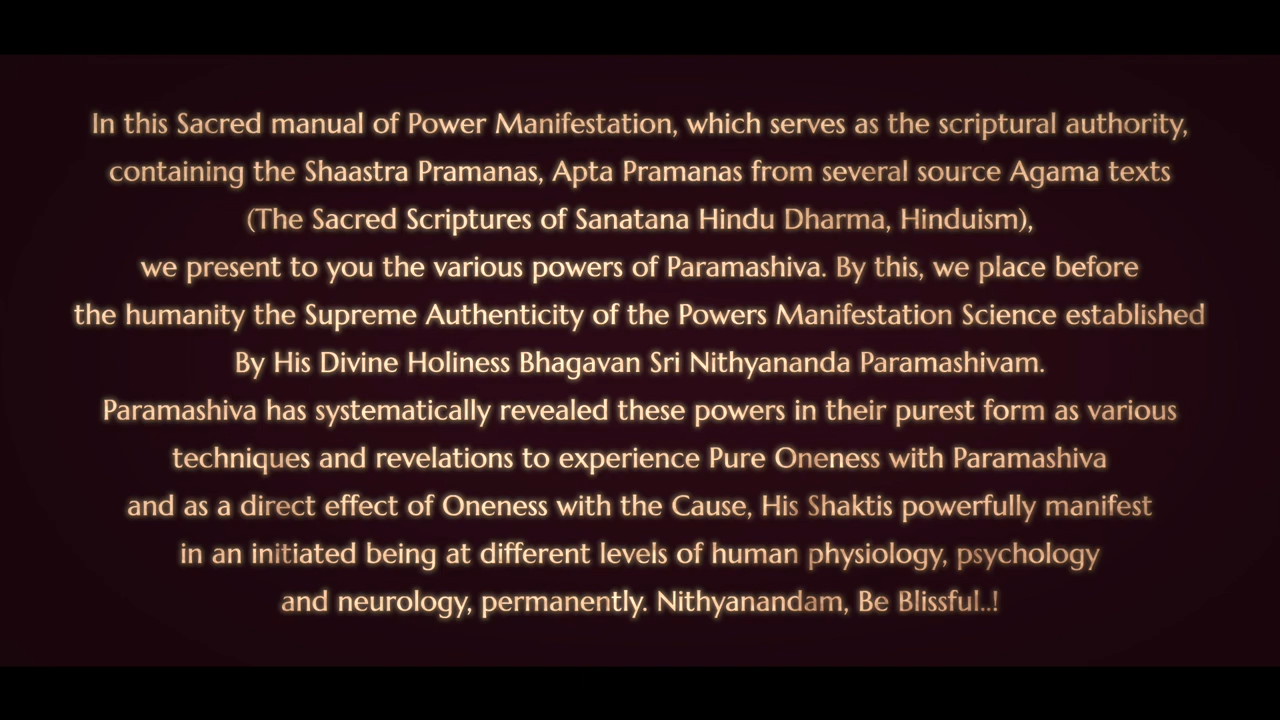 In this Sacred manual of Power Manifestation, which serves as the scriptural authority,
containing the Shaastra Pramanas, Apta Pramanas from several source Agama texts
(The Sacred Scriptures of Sanatana Hindu Dharma, Hinduism),
we present to you the various powers of Paramashiva. By this, we place before
the humanity the Supreme Authenticity of the Powers Manifestation Science established
By His Divine Holiness Bhagavan Sri Nithyananda Paramashivam.
Paramashiva has systematically revealed these powers in their purest form as various
techniques and revelations to experience Pure Oneness with Paramashiva
and as a direct effect of Oneness with the Cause, His Shaktis powerfully manifest
in an initiated being at different levels of human physiology, psychology
and neurology, permanently. Nithyanandam, Be Blissful..!